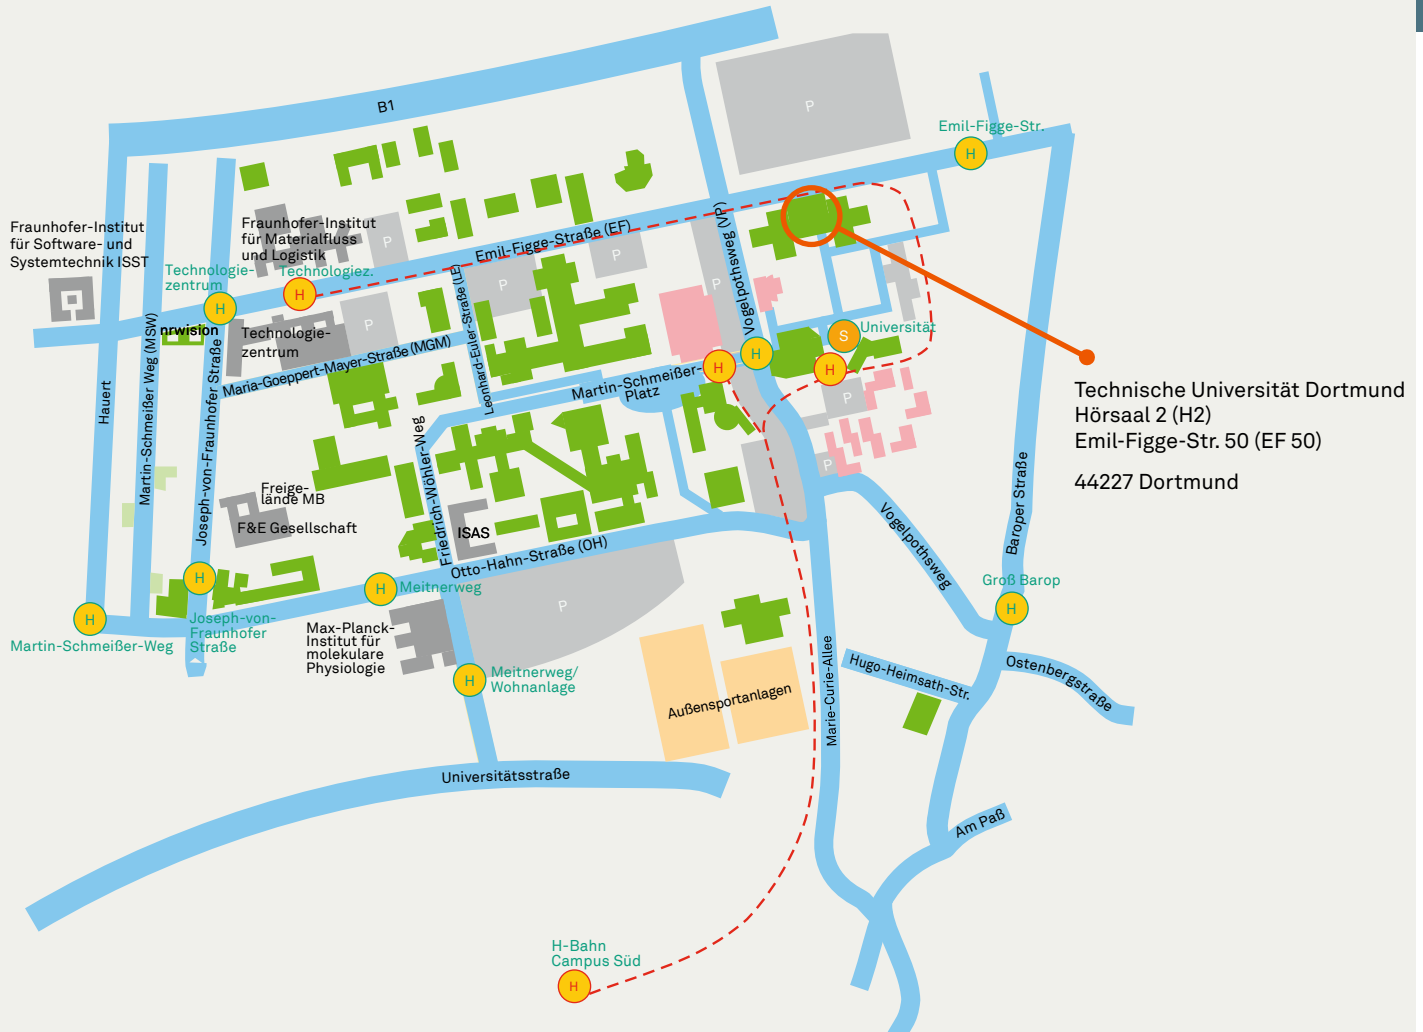 B1
P
Emil-Figge-Str.
H
Fraunhofer-Institut
für Software- und
Systemtechnik ISST
Fraunhofer-Institut
für Materialfluss
und Logistik
P
Emil-Figge-Straße (EF)
P
Vogelpothsweg (VP)
Technologie-
zentrum
H
Technologiez.
H
P
P
P
nrwision
Technologie-
zentrum
Leonhard-Euler-Straße (LE)
Universität
S
H
H
H
Maria-Goeppert-Mayer-Straße (MGM)
Martin-Schmeißer-
Platz
P
P
Technische Universität Dortmund
Hörsaal 2 (H2)
Emil-Figge-Str. 50 (EF 50)
44227 Dortmund
Hauert
Martin-Schmeißer Weg (MSW)
Joseph-von-Fraunhofer Straße
Friedrich-Wöhler-Weg
Freige-
lände MB
F&E Gesellschaft
ISAS
Otto-Hahn-Straße (OH)
Vogelpothsweg
Baroper Straße
H
Martin-Schmeißer-Weg
H
Joseph-von-
Fraunhofer
Straße
H
Meitnerweg
P
Groß Barop
H
Max-Planck-
Institut für
molekulare
Physiologie
H
Meitnerweg/
Wohnanlage
Außensportanlagen
Marie-Curie-Allee
Hugo-Heimsath-Str.
Ostenbergstraße
Universitätsstraße
Am Paß
H-Bahn
Campus Süd
H